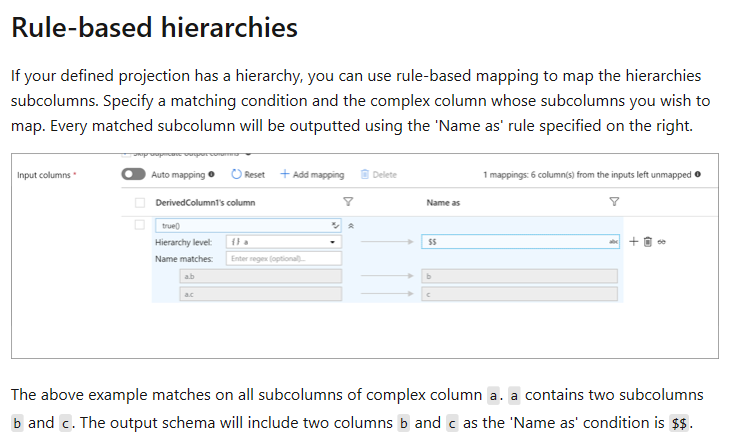 Rule-based hierarchies
If your defined projection has a hierarchy, you can use rule-based mapping to map the hierarchies
subcolumns. Specify a matching condition and the complex column whose subcolumns you wish to
map. Every matched subcolumn will be outputted using the 'Name as' rule specified on the right.
Input columns *
Auto mapping Reset + Add mapping Delete 1 mappings: 6 column(s) from the inputs left unmapped
DerivedColumn1's column Name as
true()
Hierarchy level: {} a $$ abc
Name matches: Enter regex (optional)...
a.b b
a.c c
The above example matches on all subcolumns of complex column a. a contains two subcolumns
b and c. The output schema will include two columns b and c as the 'Name as' condition is $$.